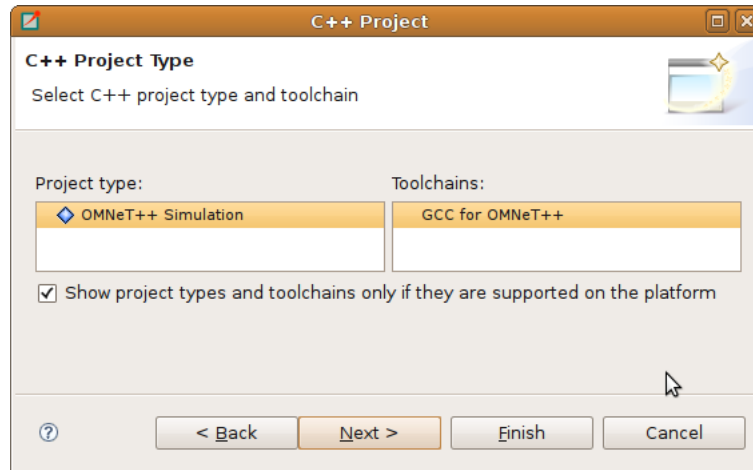 C++ Project
C++ Project Type
Select C++ project type and toolchain
Project type:
Toolchains:
OMNeT++ Simulation
GCC for OMNeT++
Show project types and toolchains only if they are supported on the platform
?
< Back
Next >
Finish
Cancel